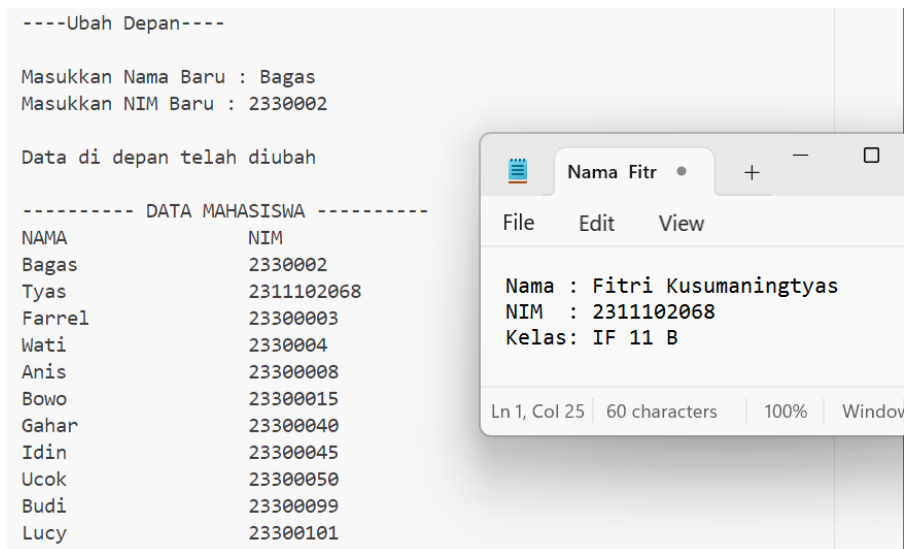 ----Ubah Depan----
Masukkan Nama Baru : Bagas
Masukkan NIM Baru : 2330002
Data di depan telah diubah
---------- DATA MAHASISWA ----------
NAMA NIM
Bagas 2330002
Tyas 2311102068
Farrel 23300003
Wati 2330004
Anis 23300008
Bowo 23300015
Gahar 23300040
Idin 23300045
Ucok 23300050
Budi 23300099
Lucy 23300101
Nama Fitr
File Edit View
Nama : Fitri Kusumaningtyas
NIM : 2311102068
Kelas: IF 11 B
Ln 1, Col 25 60 characters 100%